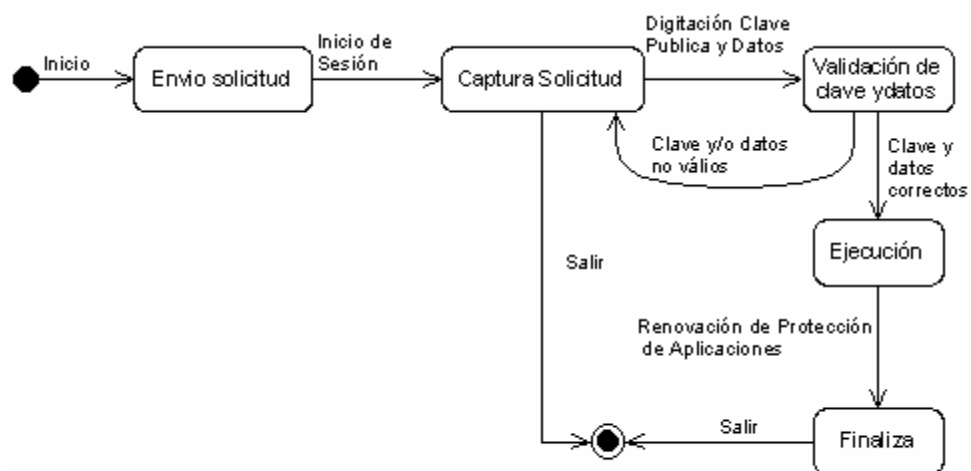 Inicio
Envio solicitud
Inicio de
Sesión
Captura Solicitud
Digitación Clave
Publica y Datos
Validación de
clave ydatos
Clave y/o datos
no válios
Clave y
datos
correctos
Ejecución
Salir
Renovación de Protección
de Aplicaciones
Salir
Finaliza